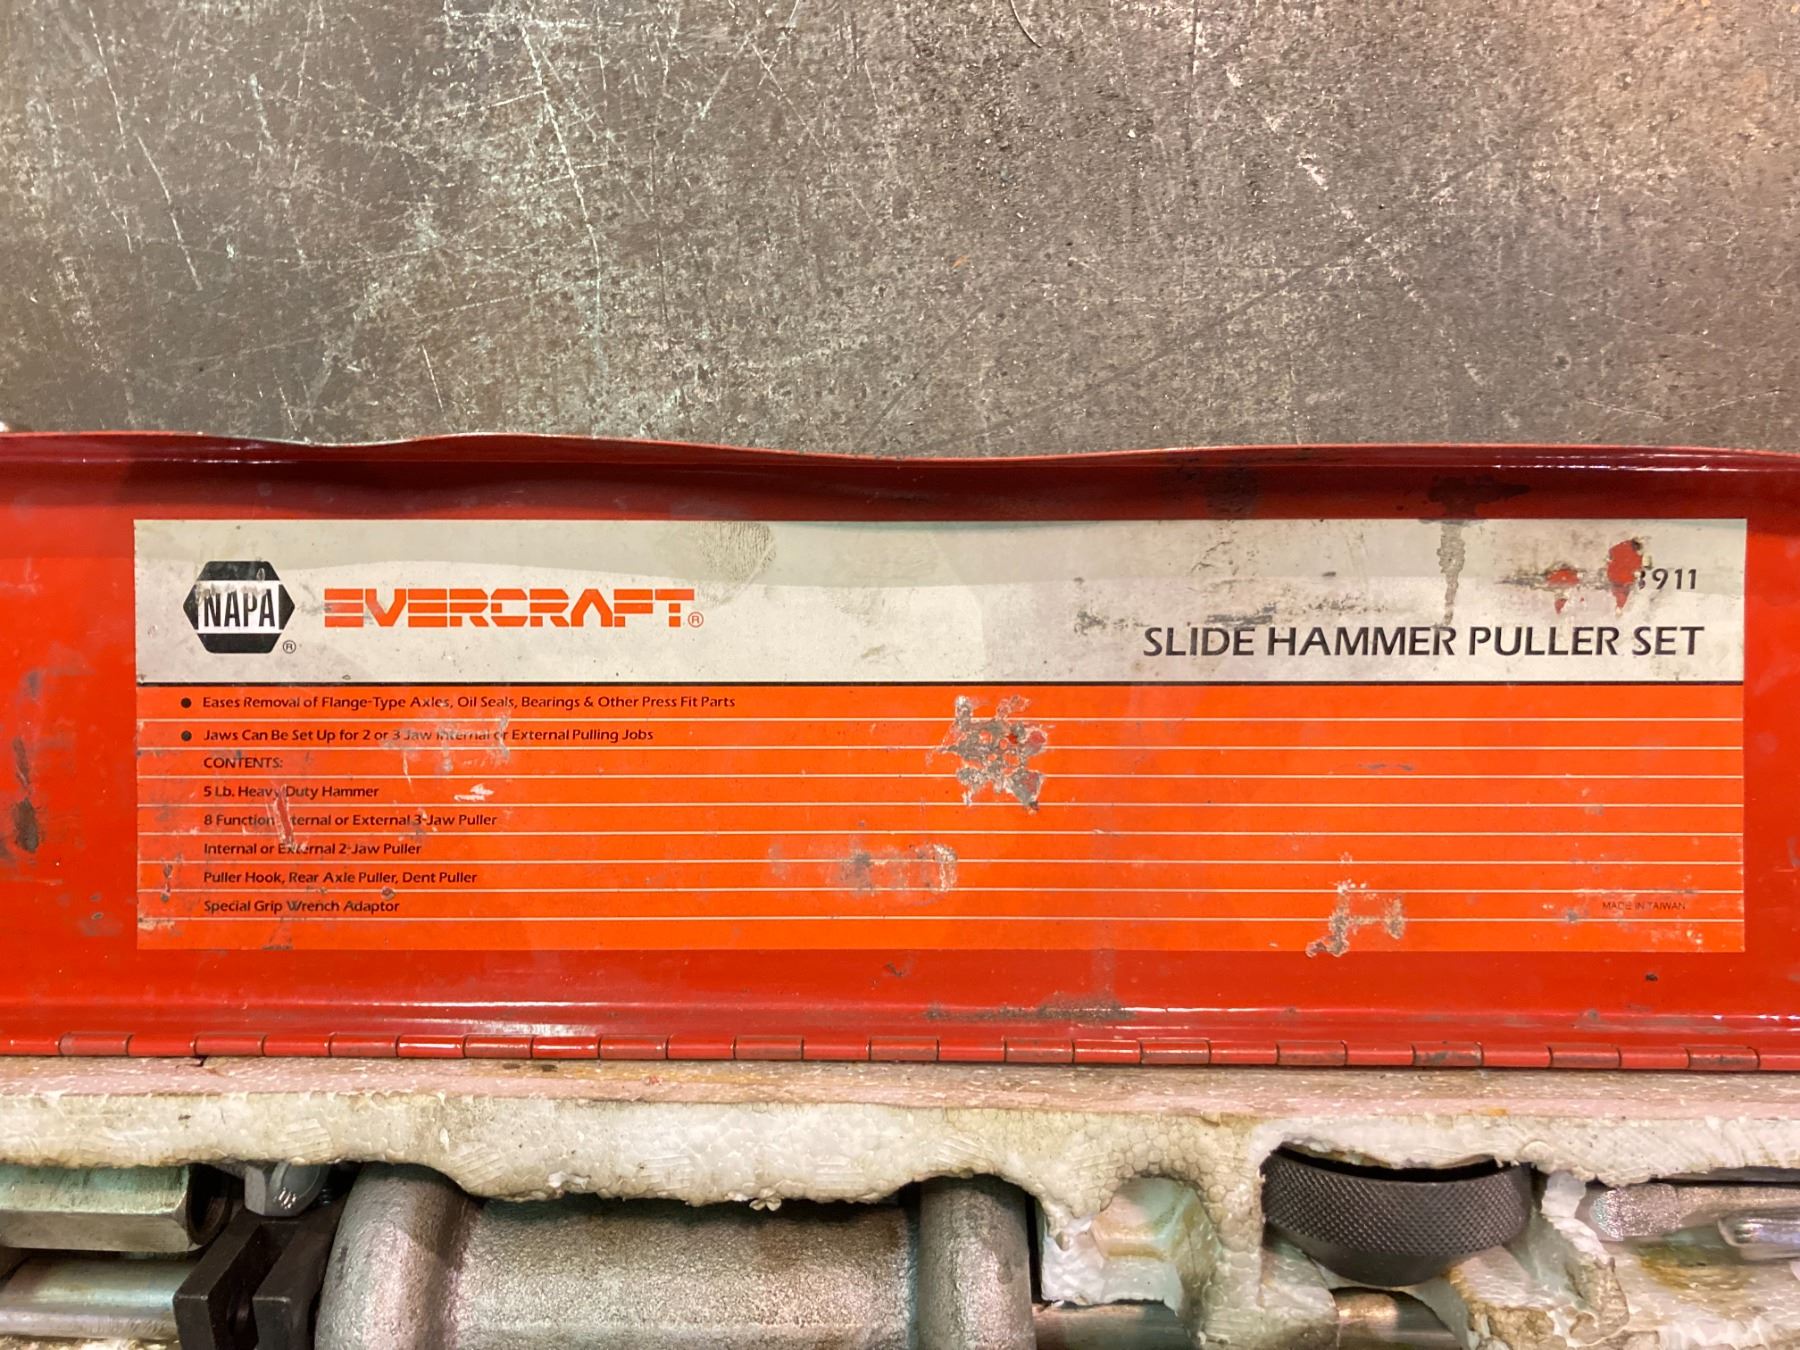 NAPA ®
EVERCRAFT ®
911
SLIDE HAMMER PULLER SET
• Eases Removal of Flange-Type Axles, Oil Seals, Bearings & Other Press Fit Parts
• Jaws Can Be Set Up for 2 or 3 Jaw Internal or External Pulling Jobs
CONTENTS:
5 Lb. Heavy Duty Hammer
8 Function Internal or External 3-Jaw Puller
Internal or External 2-Jaw Puller
Puller Hook, Rear Axle Puller, Dent Puller
Special Grip Wrench Adaptor
MADE IN TAIWAN